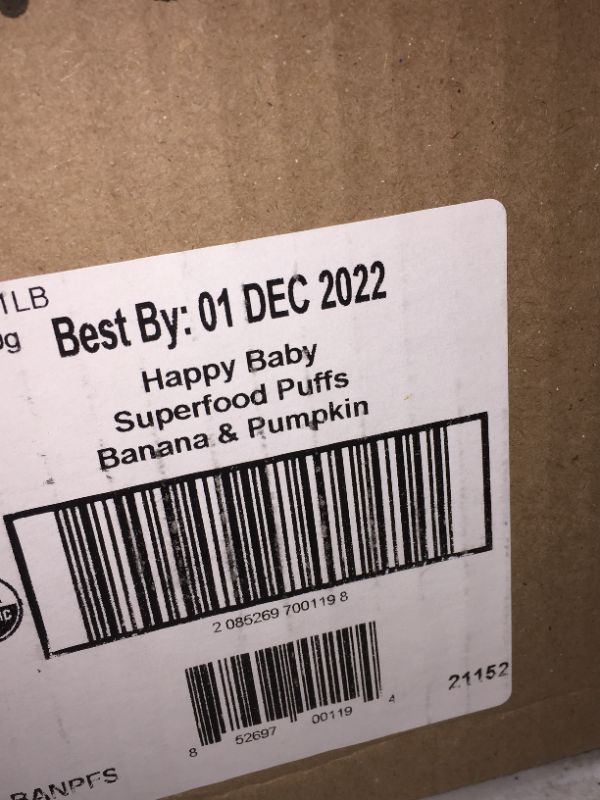 1LB
0g
Best By: 01 DEC 2022
Happy Baby
Superfood Puffs
Banana & Pumpkin
2 085269 700119 8
8 52697 00119 4
21152
BANPFS